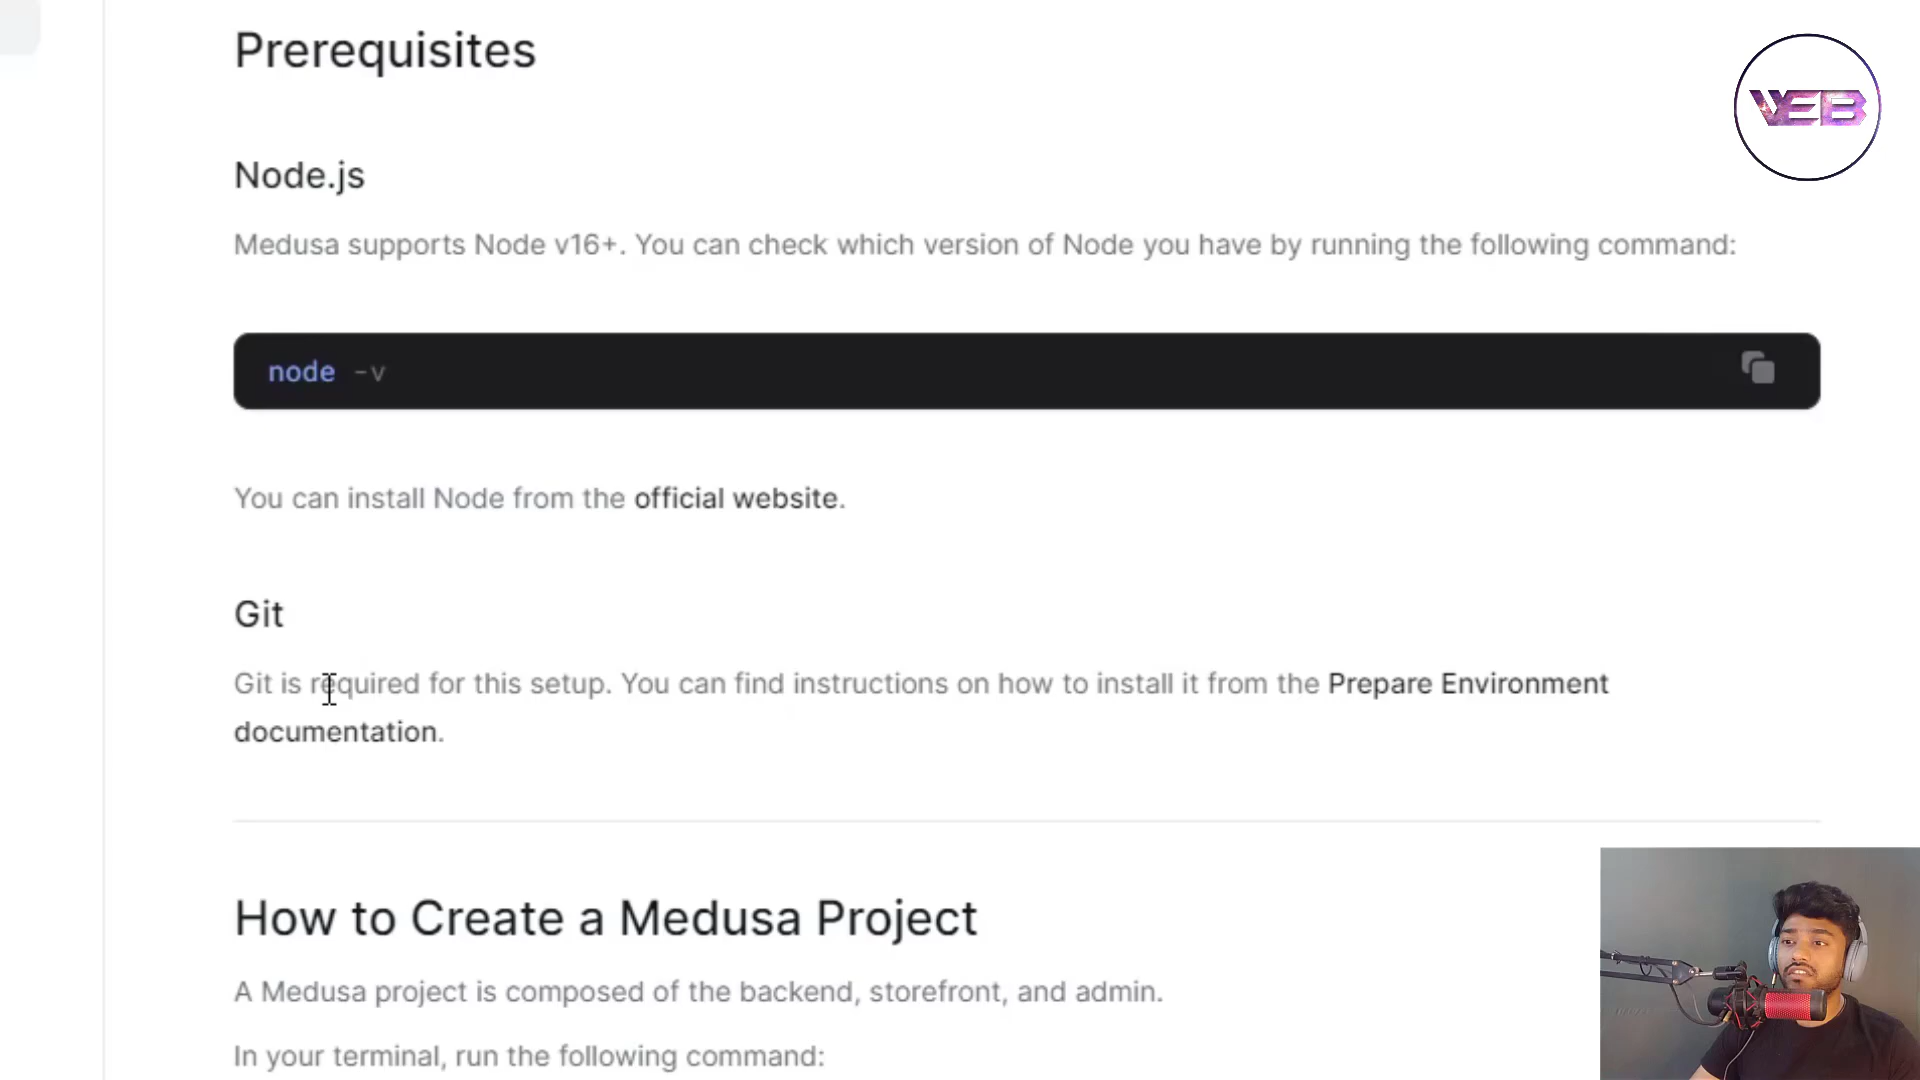 Prerequisites
WEB
Node.js
Medusa supports Node v16+. You can check which version of Node you have by running the following command:
node -v
You can install Node from the official website.
Git
Git is required for this setup. You can find instructions on how to install it from the Prepare Environment
documentation.
How to Create a Medusa Project
A Medusa project is composed of the backend, storefront, and admin.
In your terminal, run the following command: